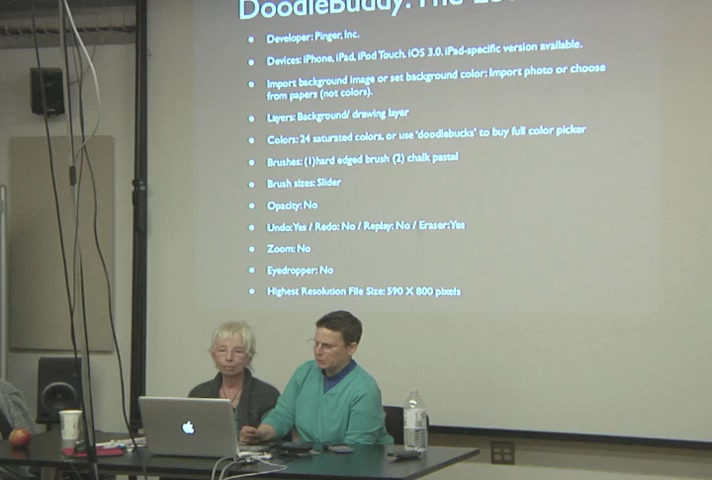 DoodleBuddy: The
• Developer: Pinger, Inc.
• Devices: iPhone, iPad, iPod Touch. iOS 3.0. iPad-specific version available.
• Import background image or set background color: Import photo or choose
from papers (not colors).
• Layers: Background/ drawing layer
• Colors: 24 saturated colors, or use 'doodlebucks' to buy full color picker
• Brushes: (1)hard edged brush (2) chalk pastel
• Brush sizes: Slider
• Opacity: No
• Undo: Yes / Redo: No / Replay: No / Eraser: Yes
• Zoom: No
• Eyedropper: No
• Highest Resolution File Size: 590 X 800 pixels